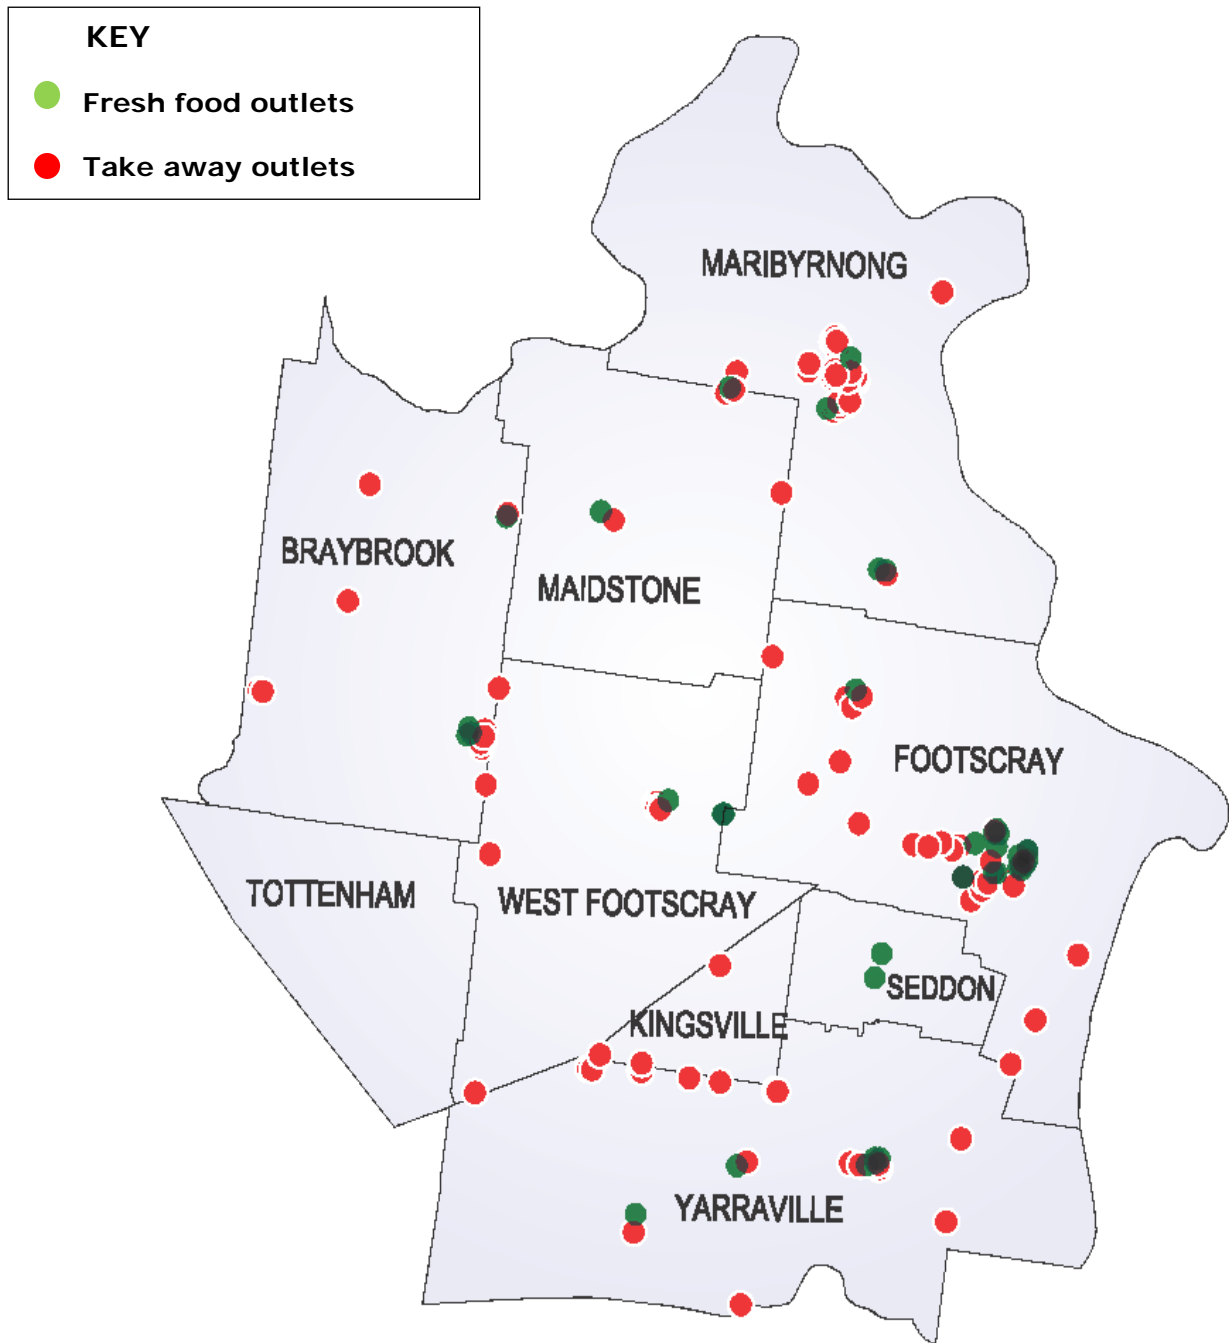 KEY
Fresh food outlets
Take away outlets
MARIBYRNONG
BRAYBROOK
MAIDSTONE
FOOTSCRAY
TOTTENHAM
WEST FOOTSCRAY
SEDDON
KINGSVILLE
YARRAVILLE